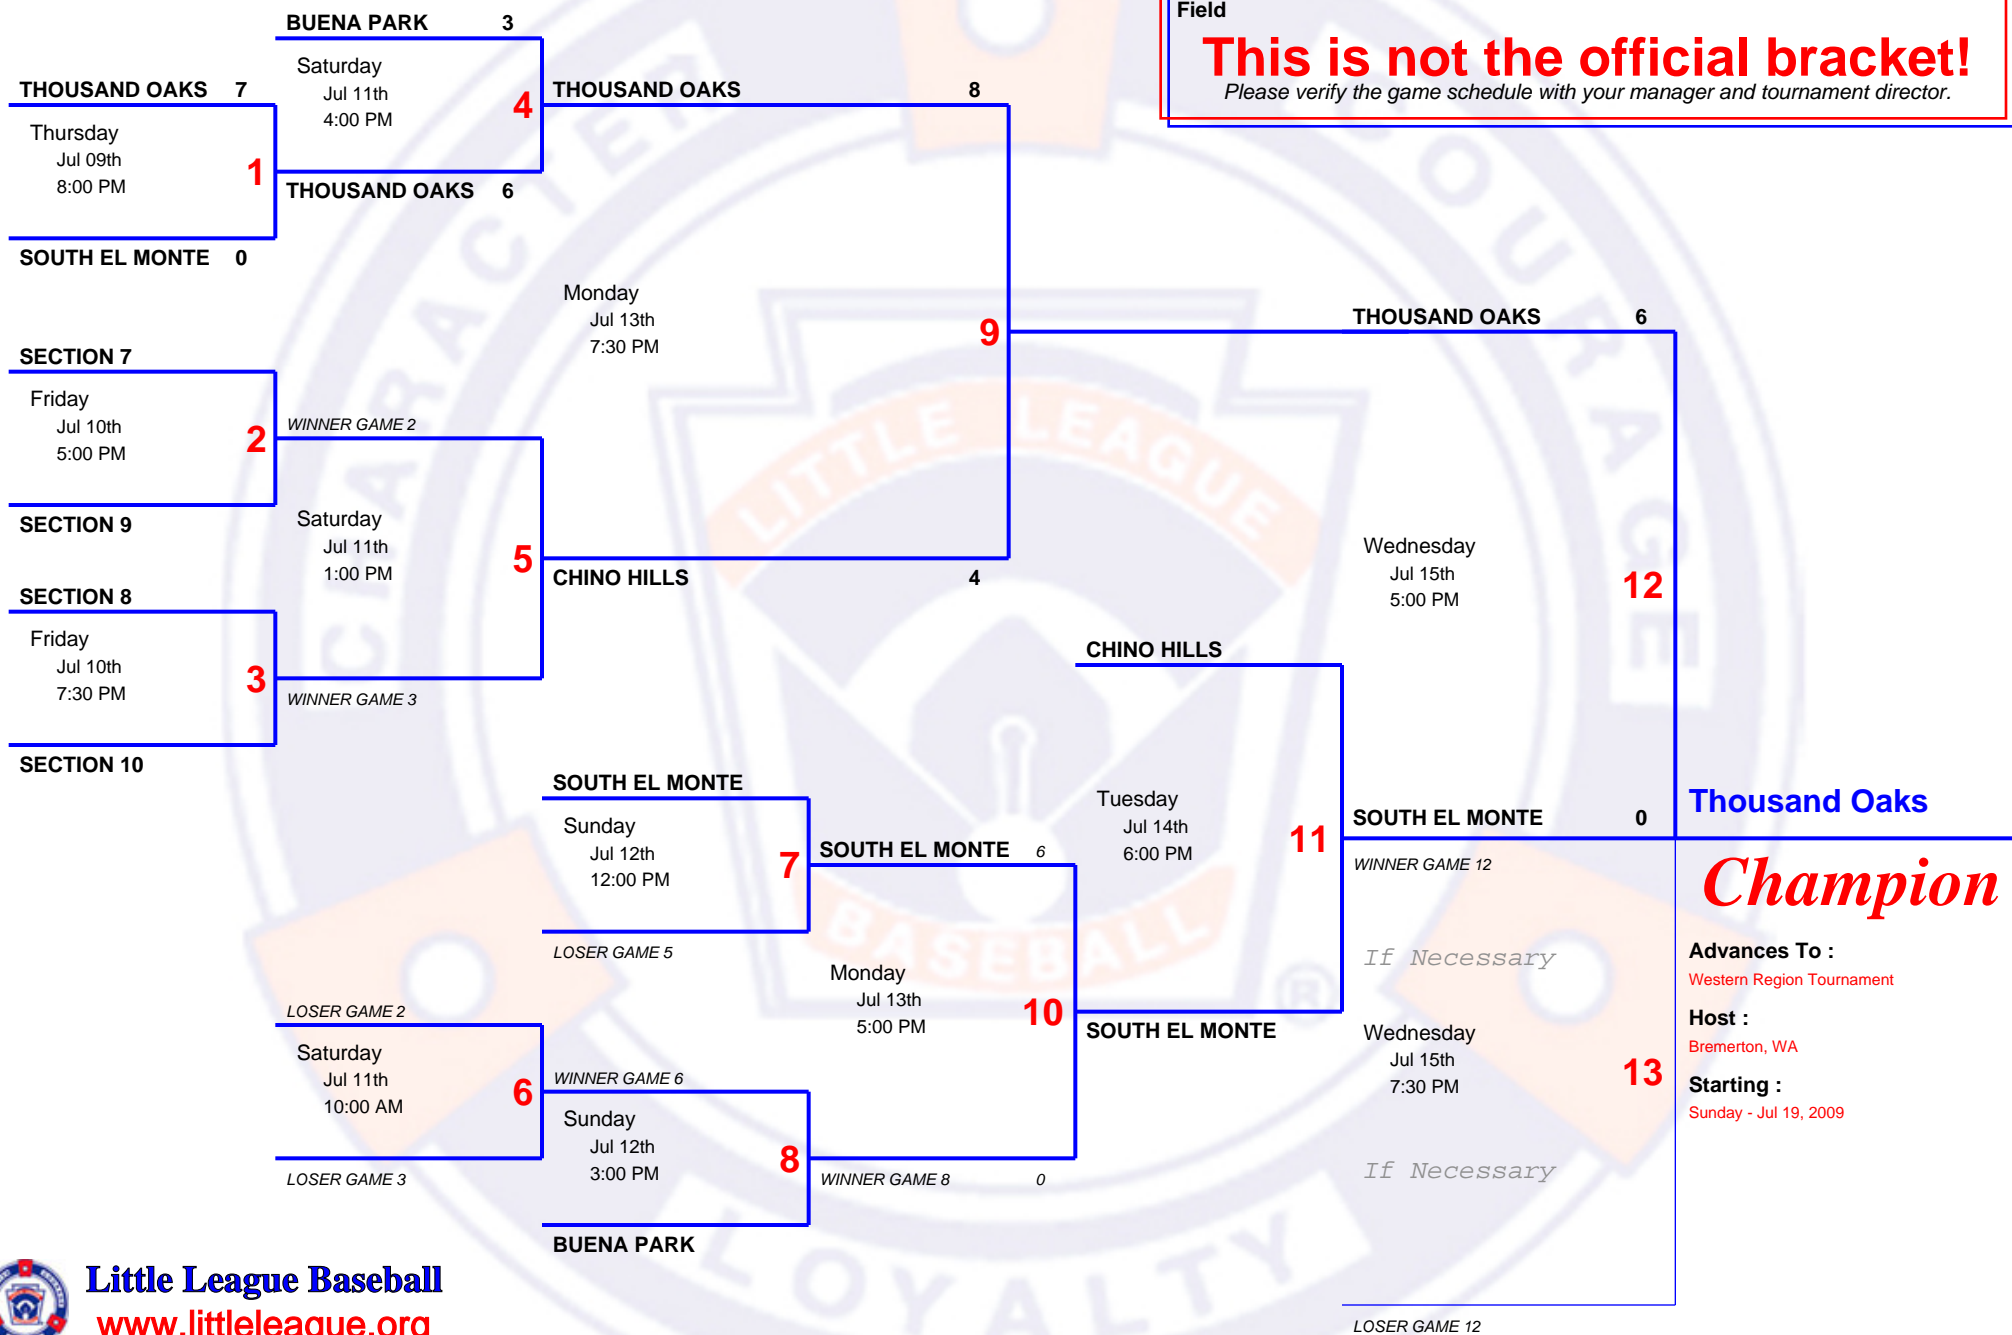 Field
This is not the official bracket!
Please verify the game schedule with your manager and tournament director.
BUENA PARK 3
THOUSAND OAKS 7
Saturday
Jul 11th
4:00 PM
4
THOUSAND OAKS 8
Thursday
Jul 09th
8:00 PM
1
THOUSAND OAKS 6
SOUTH EL MONTE 0
Monday
Jul 13th
7:30 PM
9
THOUSAND OAKS 6
SECTION 7
Friday
Jul 10th
5:00 PM
2
WINNER GAME 2
SECTION 9
Saturday
Jul 11th
1:00 PM
5
CHINO HILLS 4
Wednesday
Jul 15th
5:00 PM
12
SECTION 8
Friday
Jul 10th
7:30 PM
3
WINNER GAME 3
SECTION 10
CHINO HILLS
SOUTH EL MONTE
Sunday
Jul 12th
12:00 PM
7
SOUTH EL MONTE 6
LOSER GAME 5
Tuesday
Jul 14th
6:00 PM
11
SOUTH EL MONTE 0
WINNER GAME 12
Thousand Oaks
Champion
Advances To :
Western Region Tournament
Host :
Bremerton, WA
Starting :
Sunday - Jul 19, 2009
Monday
Jul 13th
5:00 PM
10
SOUTH EL MONTE
If Necessary
Wednesday
Jul 15th
7:30 PM
13
If Necessary
LOSER GAME 2
Saturday
Jul 11th
10:00 AM
6
WINNER GAME 6
LOSER GAME 3
Sunday
Jul 12th
3:00 PM
8
WINNER GAME 8 0
BUENA PARK
LOSER GAME 12
Little League Baseball
www.littleleague.org
CHARACTER
COURAGE
LOYALTY
LITTLE LEAGUE
BASEBALL
®